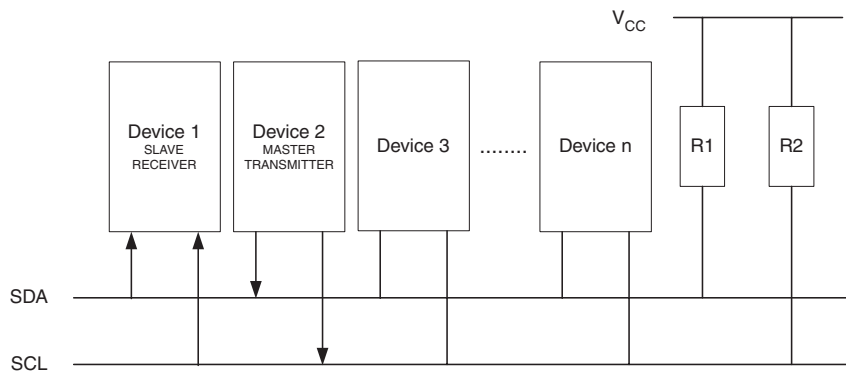 VCC
Device 1
SLAVE
RECEIVER
Device 2
MASTER
TRANSMITTER
Device 3
........
Device n
R1
R2
SDA
SCL